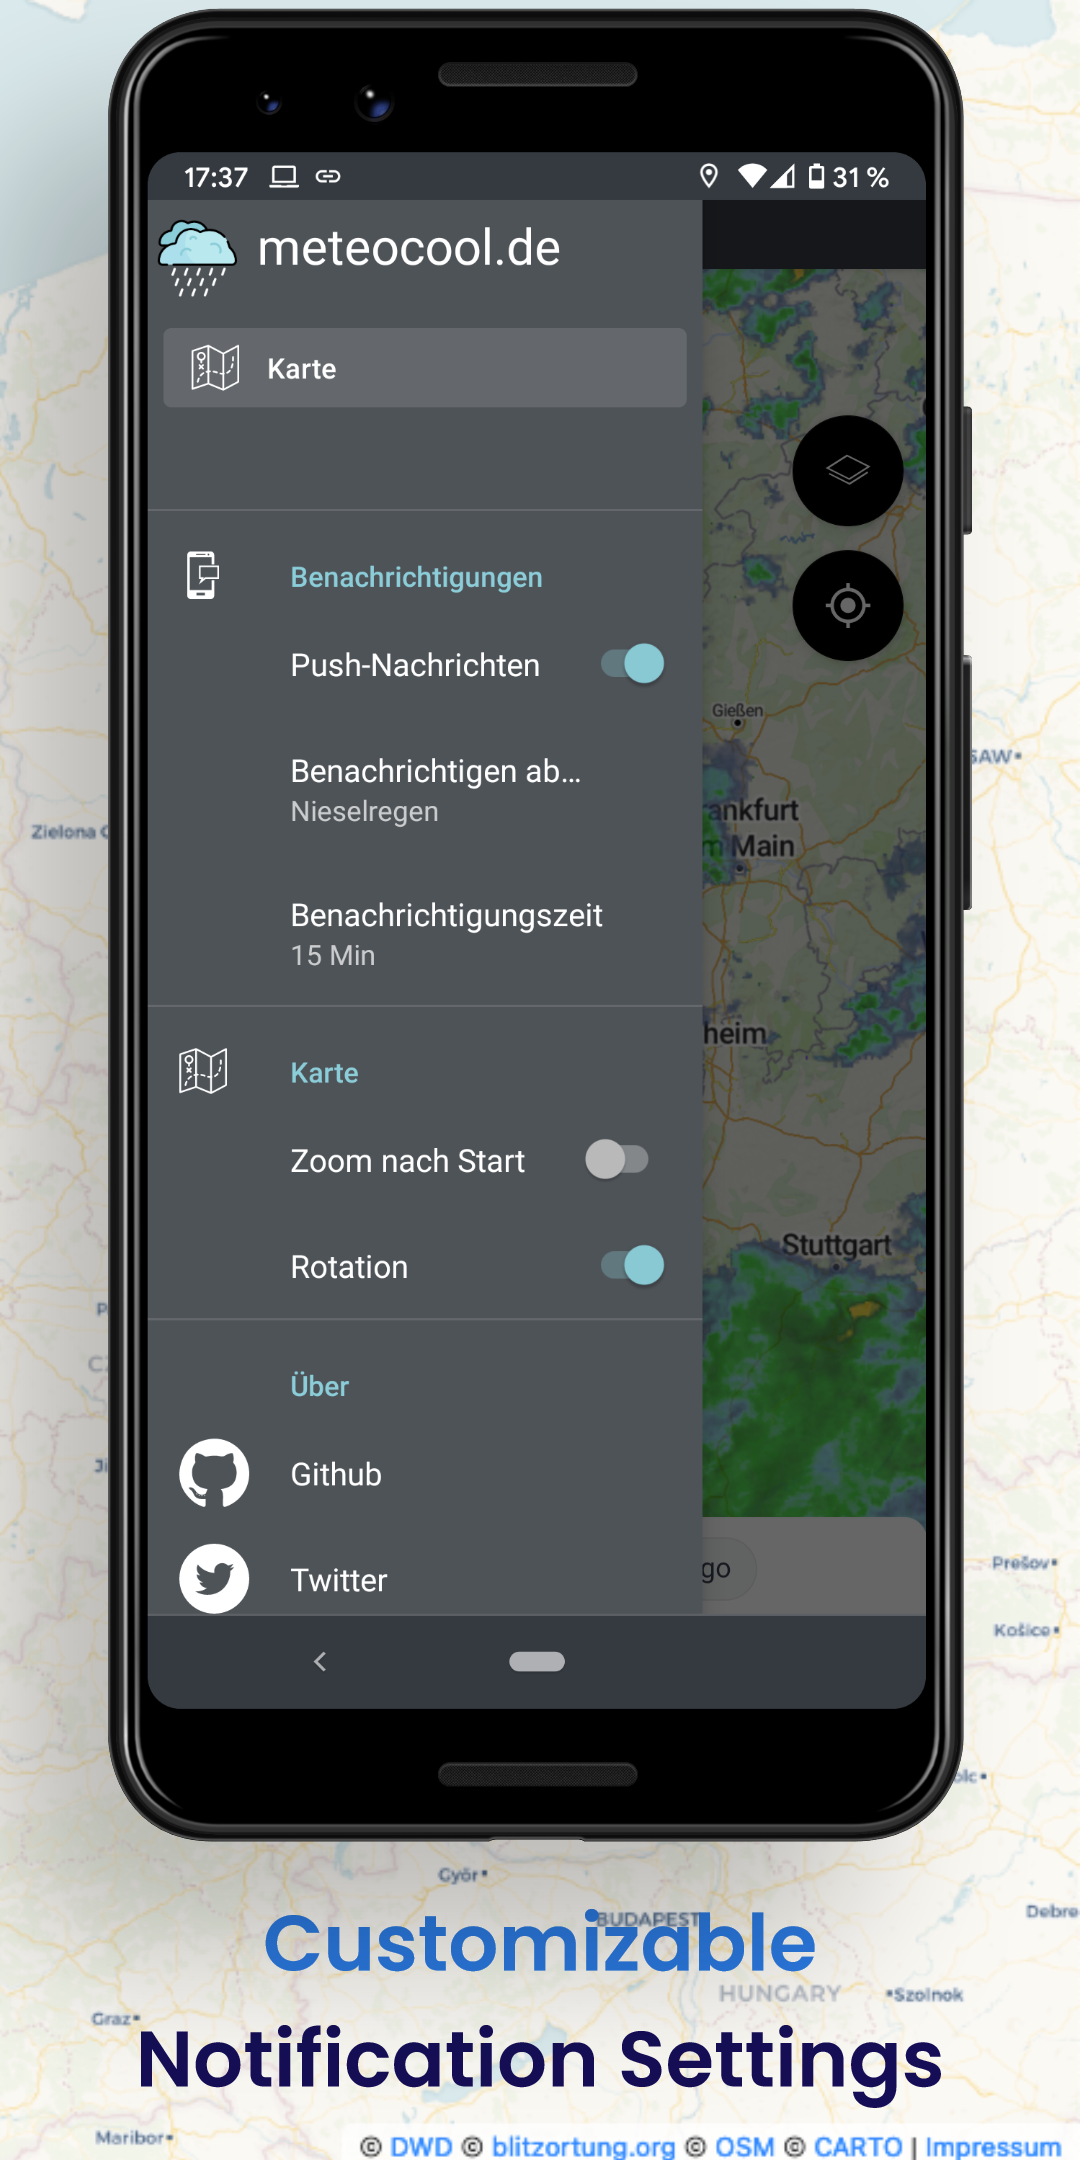 17:37
31 %
meteocool.de
Karte
Benachrichtigungen
Push-Nachrichten
Benachrichtigen ab...
Nieselregen
Benachrichtigungszeit
15 Min
Karte
Zoom nach Start
Rotation
Über
Github
Twitter
Gießen
ankfurt
m Main
heim
Stuttgart
go
SAW
Zielona
Prešov
Košice
Győr
BUDAPEST
Debre
Customizable
HUNGARY
Szolnok
Graz
Notification Settings
Maribor
© DWD © blitzortung.org © OSM © CARTO | Impressum